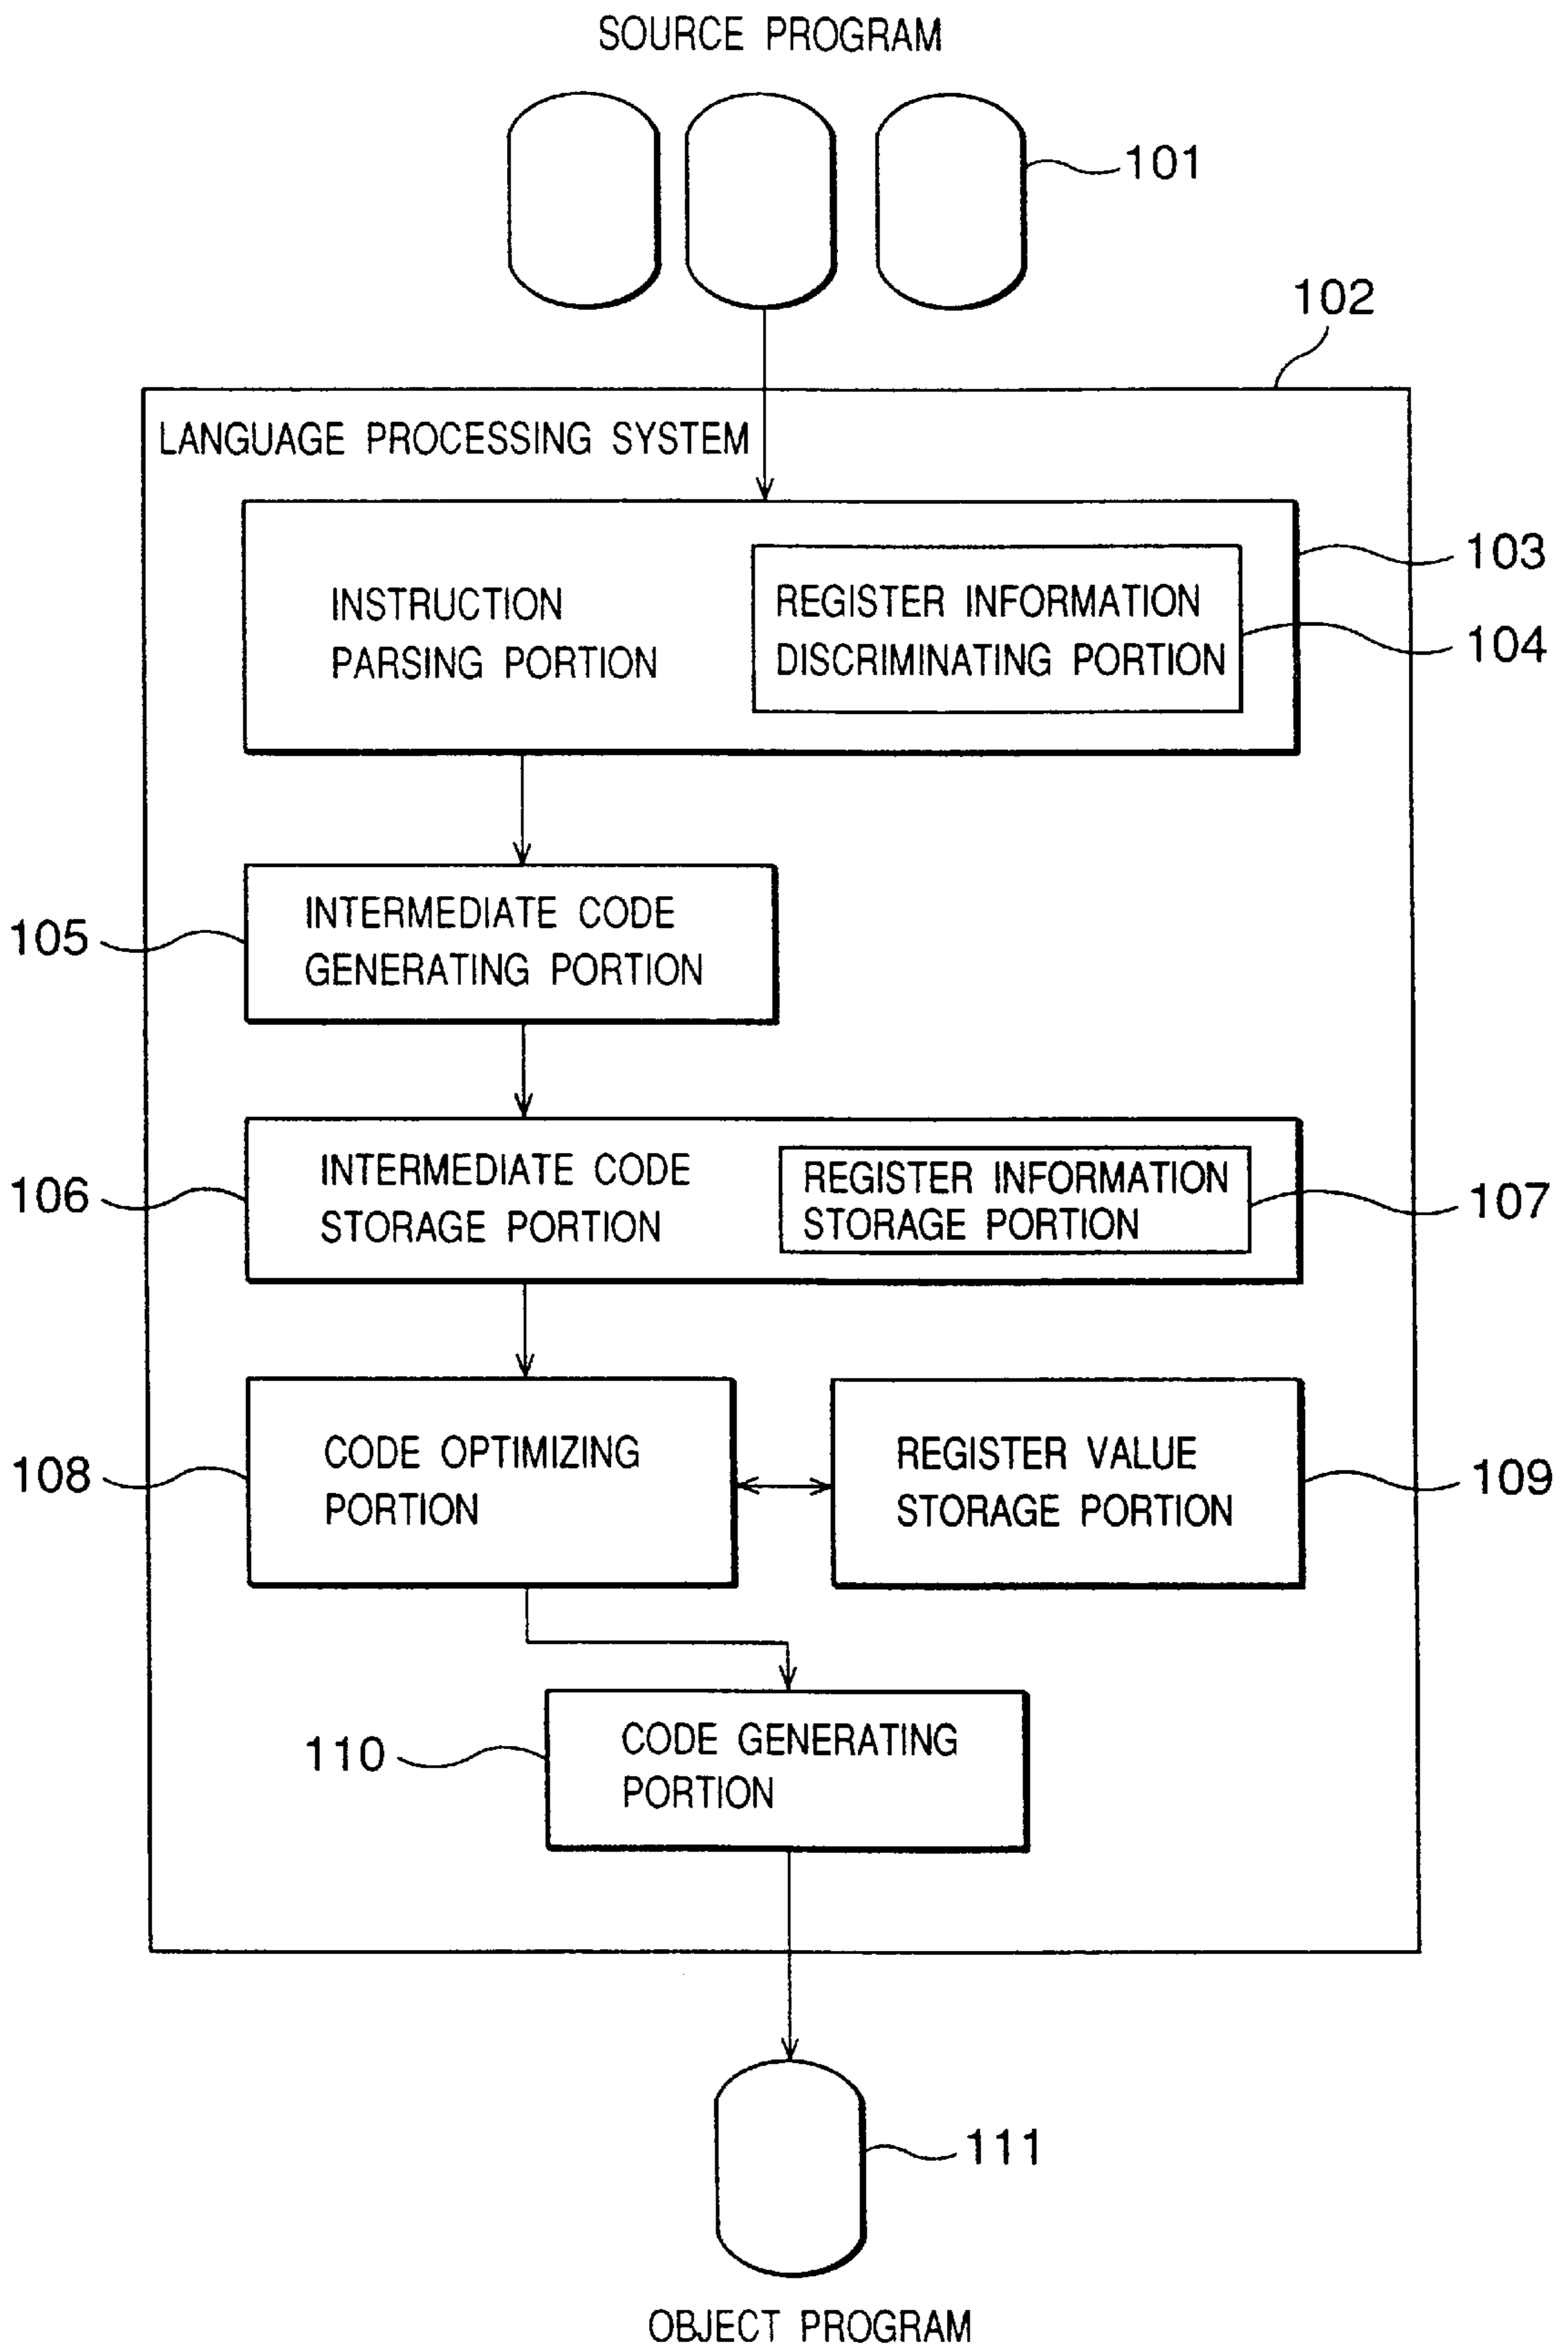 SOURCE PROGRAM
101
102
LANGUAGE PROCESSING SYSTEM
103
INSTRUCTION
PARSING PORTION
REGISTER INFORMATION
DISCRIMINATING PORTION
104
INTERMEDIATE CODE
GENERATING PORTION
105
INTERMEDIATE CODE
STORAGE PORTION
106
REGISTER INFORMATION
STORAGE PORTION
107
CODE OPTIMIZING
PORTION
108
REGISTER VALUE
STORAGE PORTION
109
110
CODE GENERATING
PORTION
111
OBJECT PROGRAM